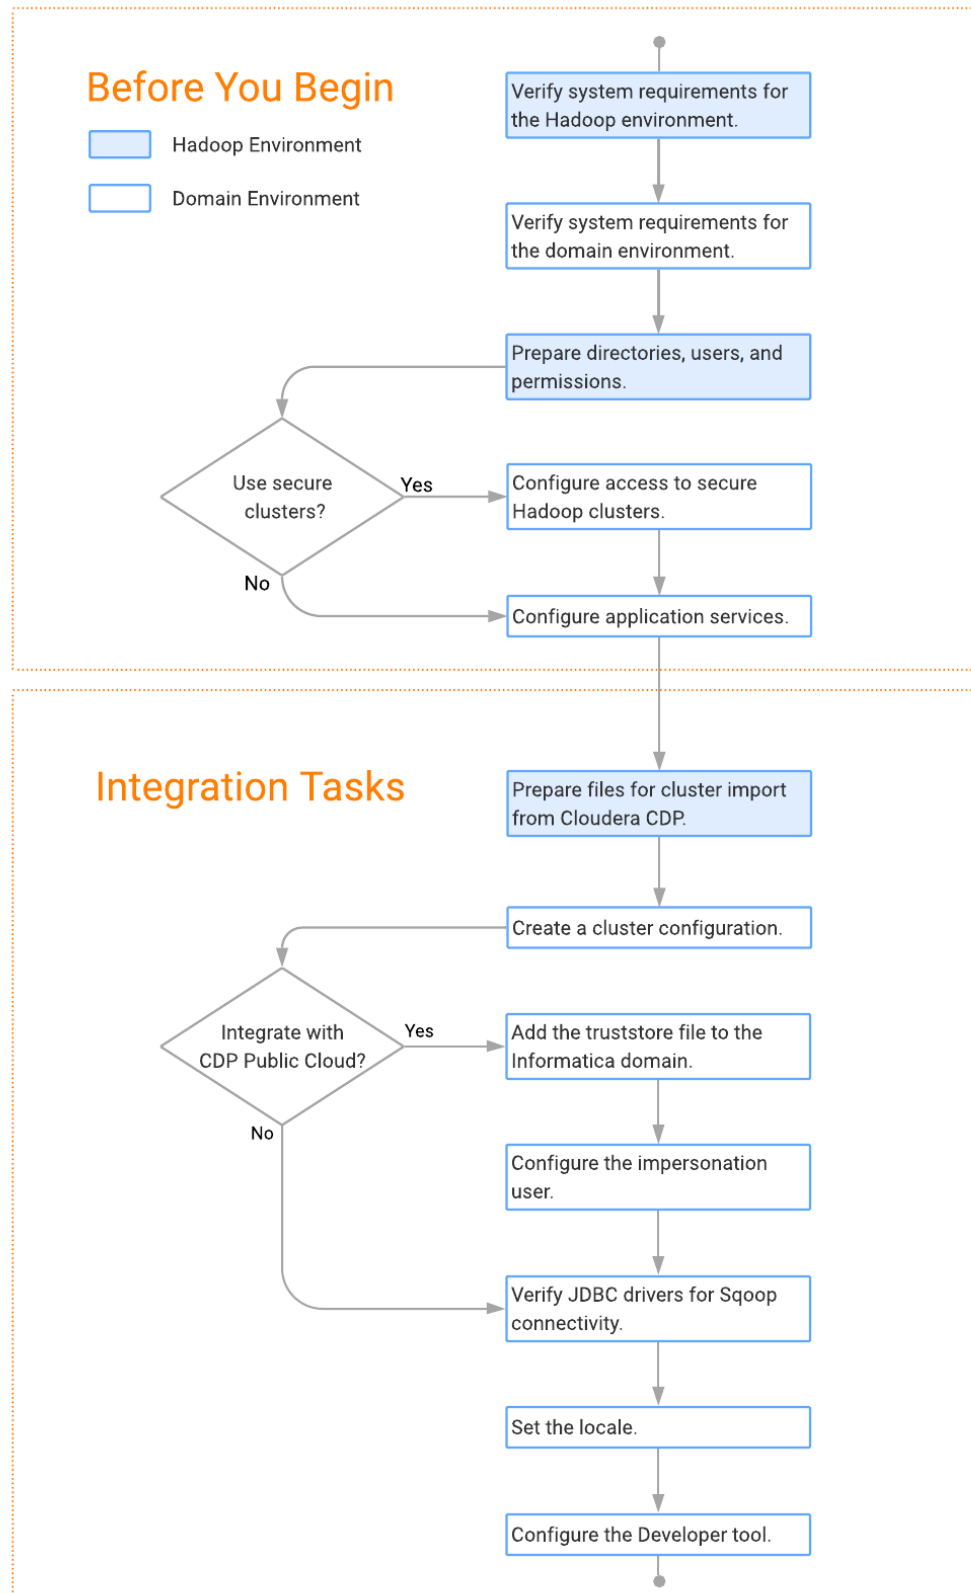 Before You Begin
Hadoop Environment
Domain Environment
Verify system requirements for
the Hadoop environment.
Verify system requirements for
the domain environment.
Prepare directories, users, and
permissions.
Use secure
clusters?
Yes
No
Configure access to secure
Hadoop clusters.
Configure application services.
Integration Tasks
Prepare files for cluster import
from Cloudera CDP.
Create a cluster configuration.
Integrate with
CDP Public Cloud?
Yes
No
Add the truststore file to the
Informatica domain.
Configure the impersonation
user.
Verify JDBC drivers for Sqoop
connectivity.
Set the locale.
Configure the Developer tool.